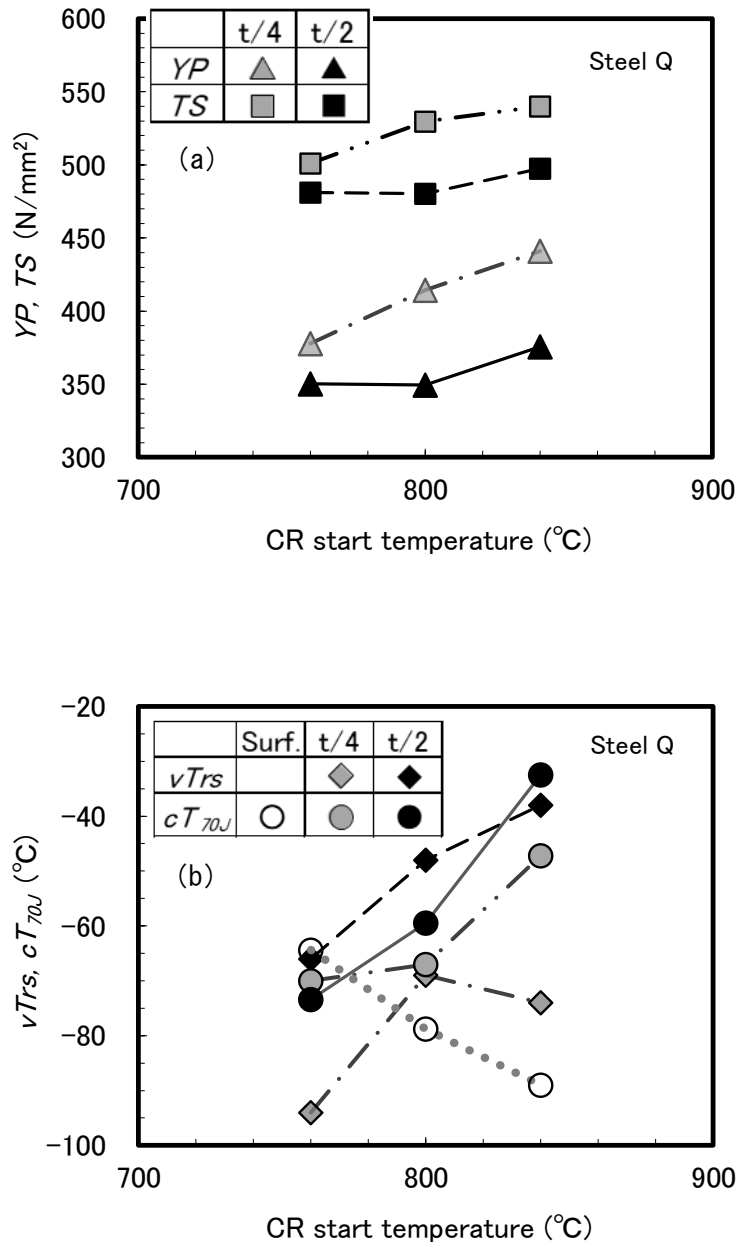 600
t/4 t/2
Steel Q
YP
550
TS
(a)
500
450
400
350
300
700 800 900
YP, TS (N/mm²)
CR start temperature (℃)
-20
Surf. t/4 t/2
Steel Q
vTrs
-40
cT70J
(b)
-60
-80
-100
700 800 900
vTrs, cT70J (℃)
CR start temperature (℃)